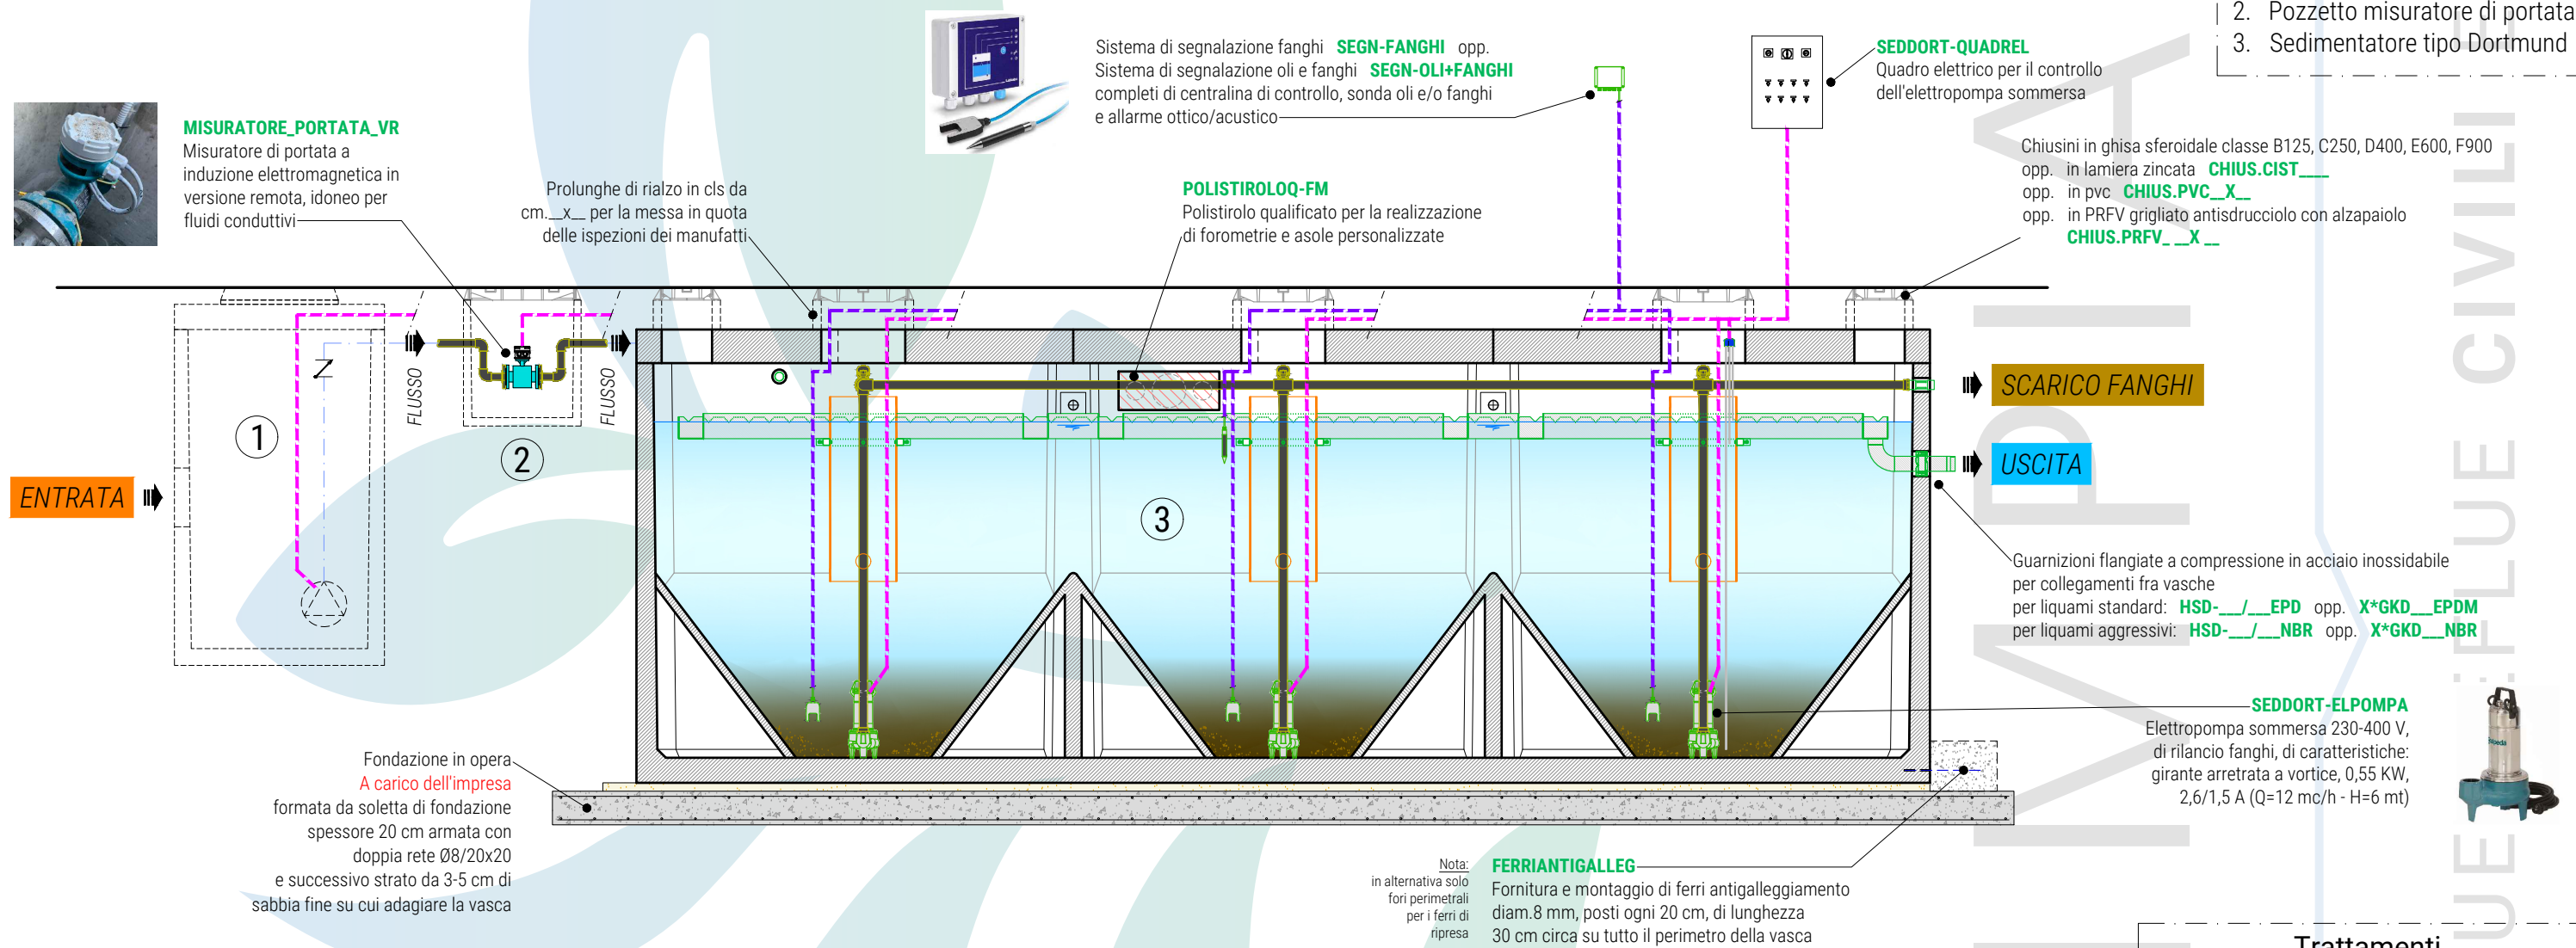 2. Pozzetto misuratore di portata
3. Sedimentatore tipo Dortmund
Sistema di segnalazione fanghi SEGN-FANGHI opp.
Sistema di segnalazione oli e fanghi SEGN-OLI+FANGHI
completi di centralina di controllo, sonda oli e/o fanghi
e allarme ottico/acustico
SEDDORT-QUADREL
Quadro elettrico per il controllo
dell'elettropompa sommersa
MISURATORE_PORTATA_VR
Misuratore di portata a
induzione elettromagnetica in
versione remota, idoneo per
fluidi conduttivi
Prolunghe di rialzo in cls da
cm.__x__ per la messa in quota
delle ispezioni dei manufatti
POLISTIROLOQ-FM
Polistirolo qualificato per la realizzazione
di forometrie e asole personalizzate
Chiusini in ghisa sferoidale classe B125, C250, D400, E600, F900
opp. in lamiera zincata CHIUS.CIST____
opp. in pvc CHIUS.PVC__X__
opp. in PRFV grigliato antisdrucciolo con alzapaiolo
CHIUS.PRFV_ __X __
FLUSSO
FLUSSO
1
2
3
ENTRATA
SCARICO FANGHI
USCITA
Guarnizioni flangiate a compressione in acciaio inossidabile
per collegamenti fra vasche
per liquami standard: HSD-___/___EPD opp. X*GKD___EPDM
per liquami aggressivi: HSD-___/___NBR opp. X*GKD___NBR
SEDDORT-ELPOMPA
Elettropompa sommersa 230-400 V,
di rilancio fanghi, di caratteristiche:
girante arretrata a vortice, 0,55 KW,
2,6/1,5 A (Q=12 mc/h - H=6 mt)
Fondazione in opera
A carico dell'impresa
formata da soletta di fondazione
spessore 20 cm armata con
doppia rete Ø8/20x20
e successivo strato da 3-5 cm di
sabbia fine su cui adagiare la vasca
Nota:
in alternativa solo
fori perimetrali
per i ferri di
ripresa
FERRIANTIGALLEG
Fornitura e montaggio di ferri antigalleggiamento
diam.8 mm, posti ogni 20 cm, di lunghezza
30 cm circa su tutto il perimetro della vasca
Trattamenti
MPIA
UE
FLUE CIVILI E